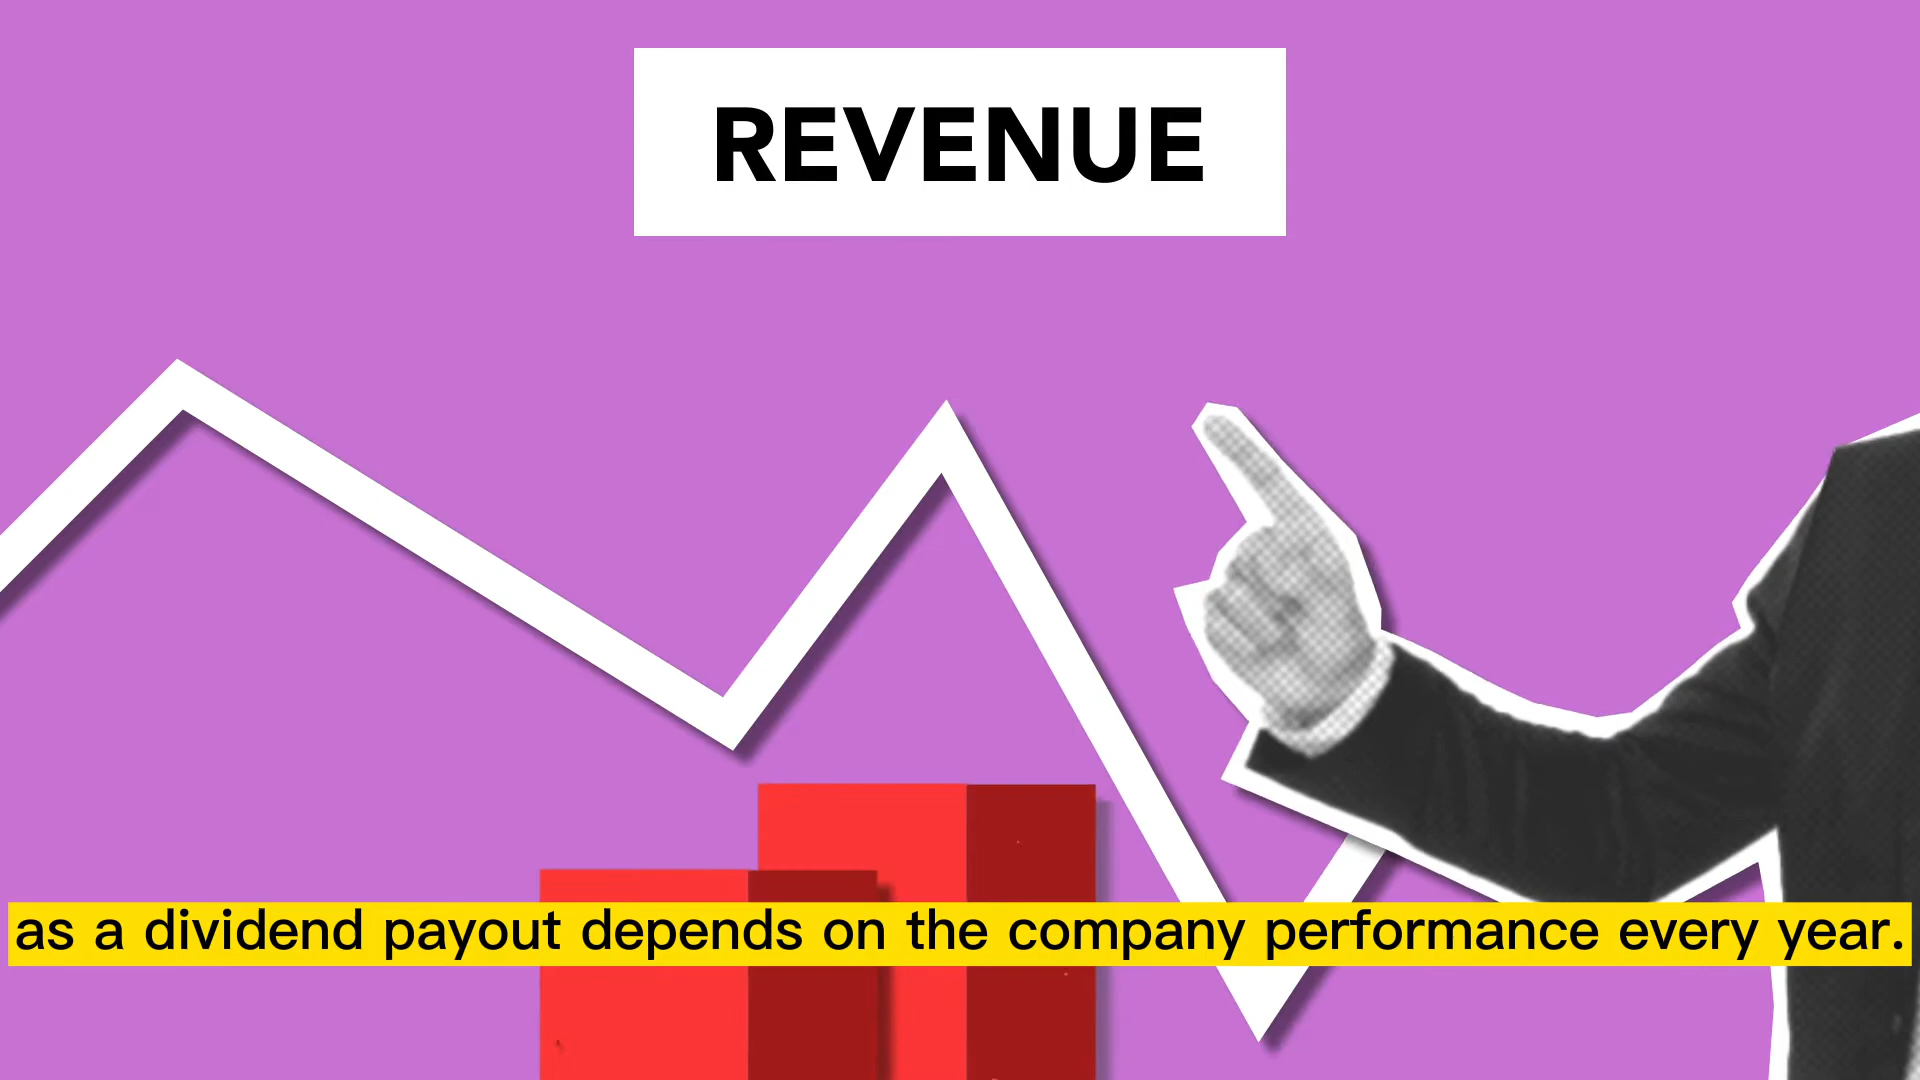 REVENUE
as a dividend payout depends on the company performance every year.